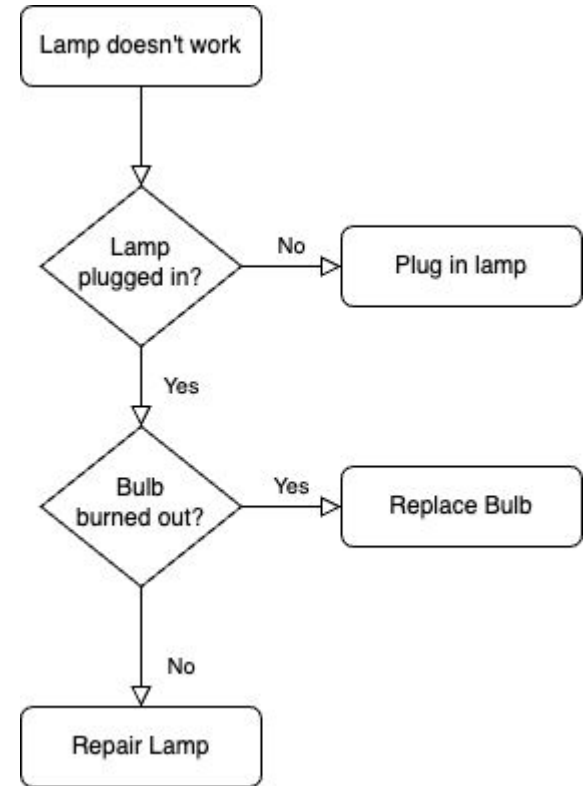 Lamp doesn't work
Lamp
plugged in?
No
Plug in lamp
Yes
Bulb
burned out?
Yes
Replace Bulb
No
Repair Lamp